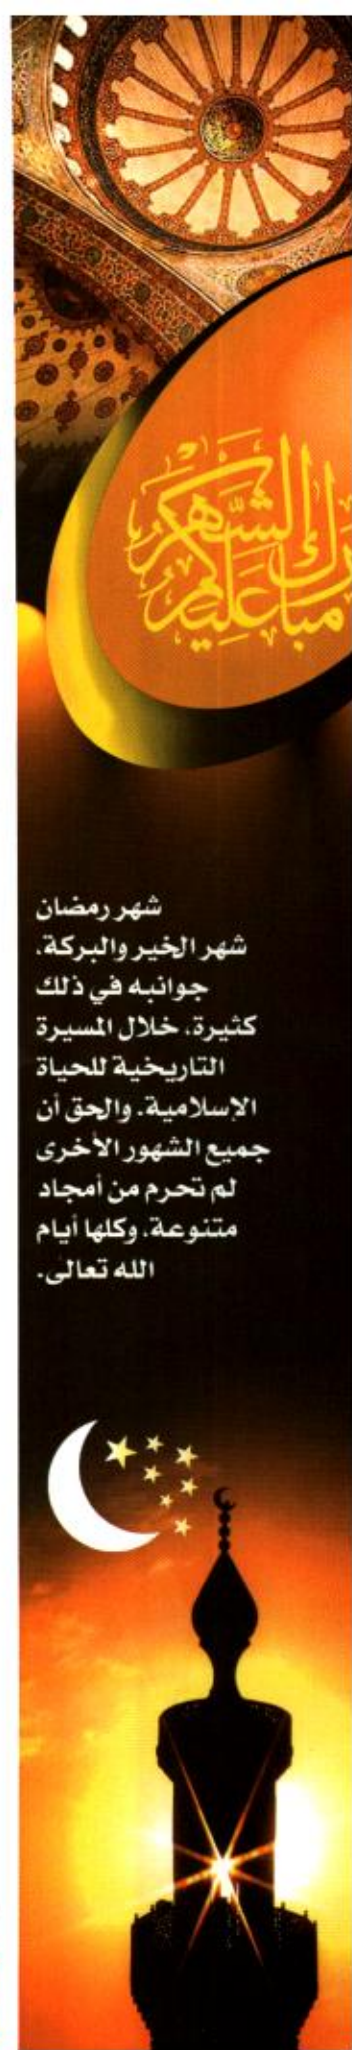 الشهر
عليكم
شهر رمضان
شهر الخير والبركة،
جوانبه في ذلك
كثيرة، خلال المسيرة
التاريخية للحياة
الإسلامية. والحق أن
جميع الشهور الأخرى
لم تحرم من أمجاد
متنوعة، وكلها أيام
الله تعالى.